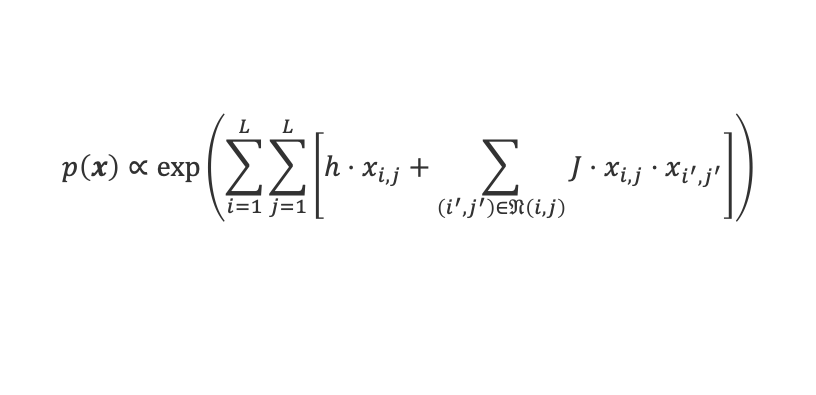 p(𝒙) ∝ exp(∑_{i=1}^{L} ∑_{j=1}^{L} [h · x_{i,j} + ∑_{(i′,j′)∈𝔑(i,j)} J · x_{i,j} · x_{i′,j′}])